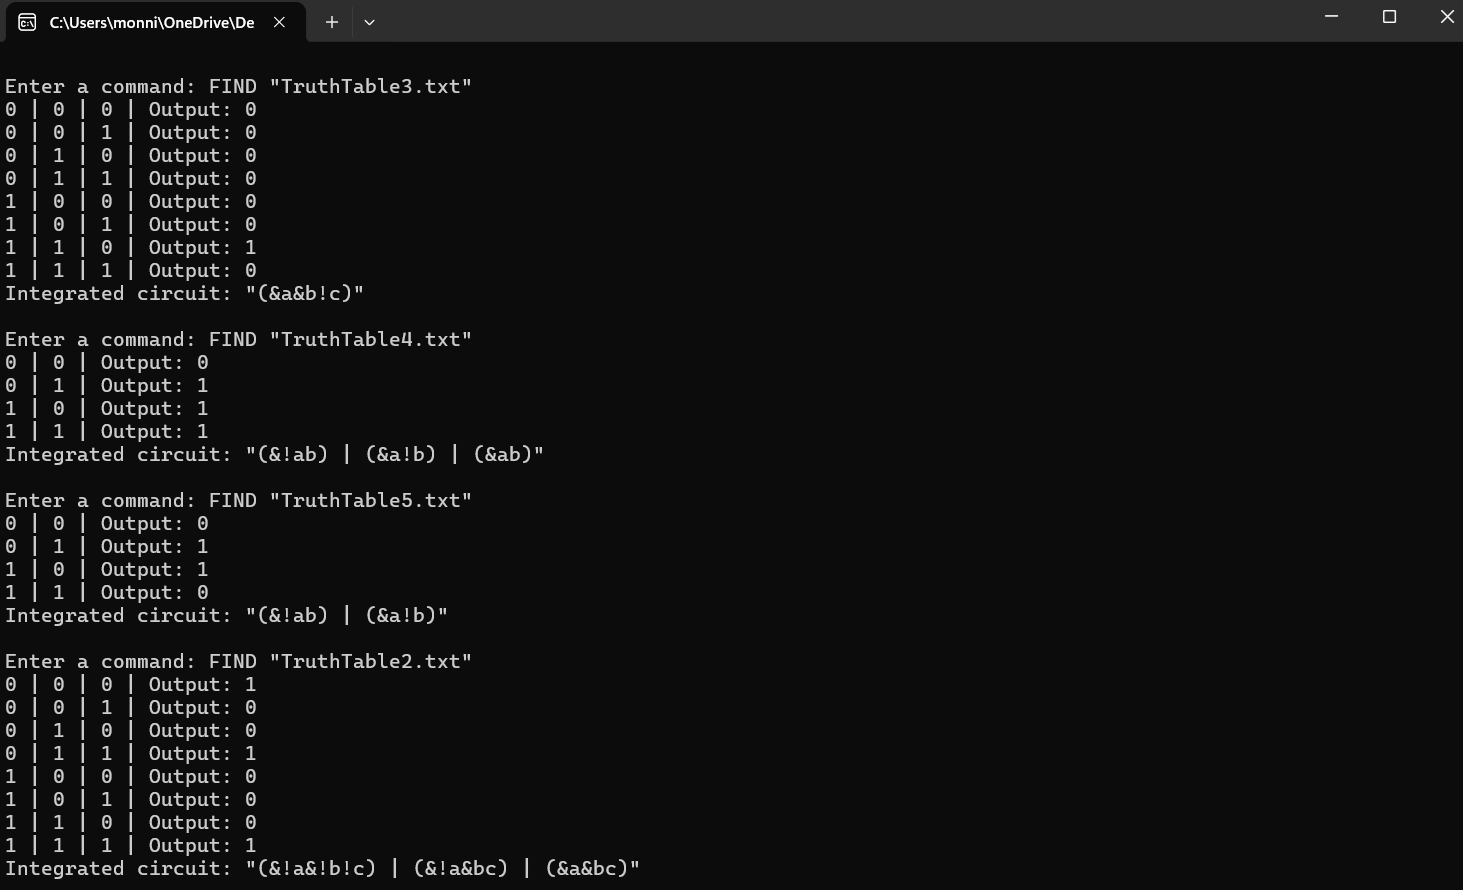 C:\Users\monni\OneDrive\De
Enter a command: FIND "TruthTable3.txt"
0 | 0 | 0 | Output: 0
0 | 0 | 1 | Output: 0
0 | 1 | 0 | Output: 0
0 | 1 | 1 | Output: 0
1 | 0 | 0 | Output: 0
1 | 0 | 1 | Output: 0
1 | 1 | 0 | Output: 1
1 | 1 | 1 | Output: 0
Integrated circuit: "(&a&b!c)"
Enter a command: FIND "TruthTable4.txt"
0 | 0 | Output: 0
0 | 1 | Output: 1
1 | 0 | Output: 1
1 | 1 | Output: 1
Integrated circuit: "(&!ab) | (&a!b) | (&ab)"
Enter a command: FIND "TruthTable5.txt"
0 | 0 | Output: 0
0 | 1 | Output: 1
1 | 0 | Output: 1
1 | 1 | Output: 0
Integrated circuit: "(&!ab) | (&a!b)"
Enter a command: FIND "TruthTable2.txt"
0 | 0 | 0 | Output: 1
0 | 0 | 1 | Output: 0
0 | 1 | 0 | Output: 0
0 | 1 | 1 | Output: 1
1 | 0 | 0 | Output: 0
1 | 0 | 1 | Output: 0
1 | 1 | 0 | Output: 0
1 | 1 | 1 | Output: 1
Integrated circuit: "(&!a&!b!c) | (&!a&bc) | (&a&bc)"